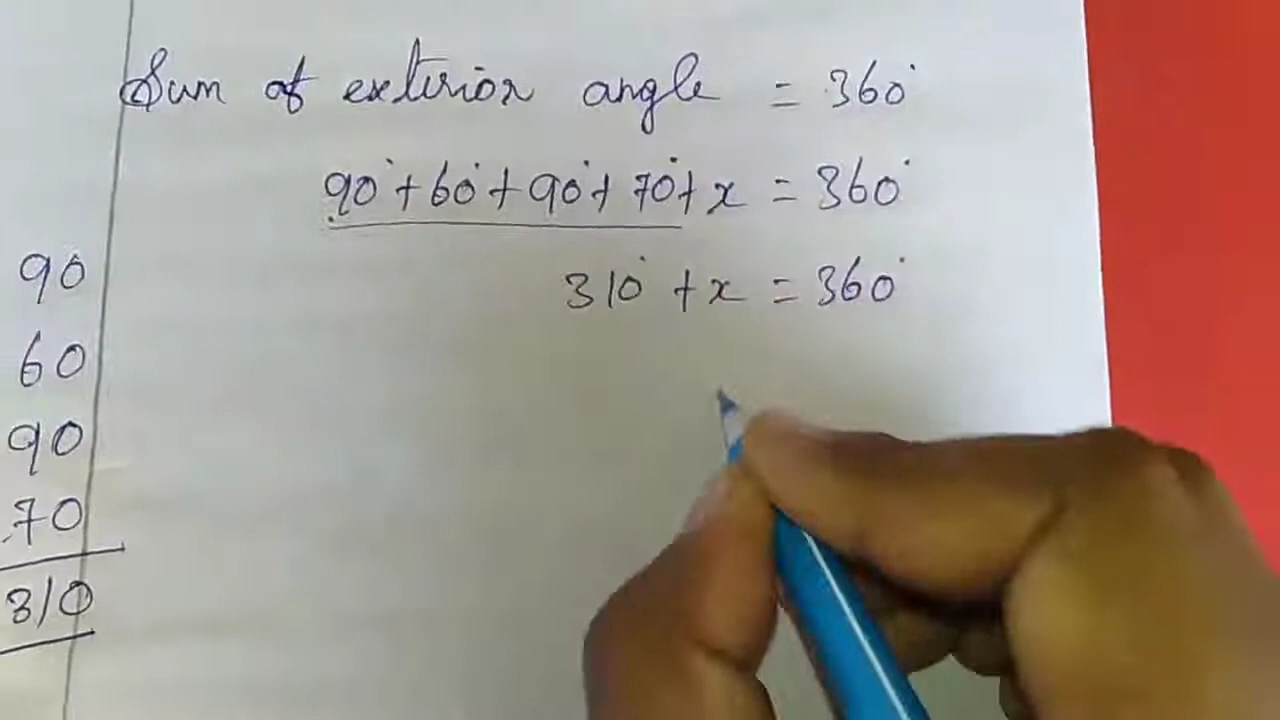 Sum of exterior angle = 360°
90° + 60° + 90° + 70° + x = 360°
310° + x = 360°
90
60
90
70
310